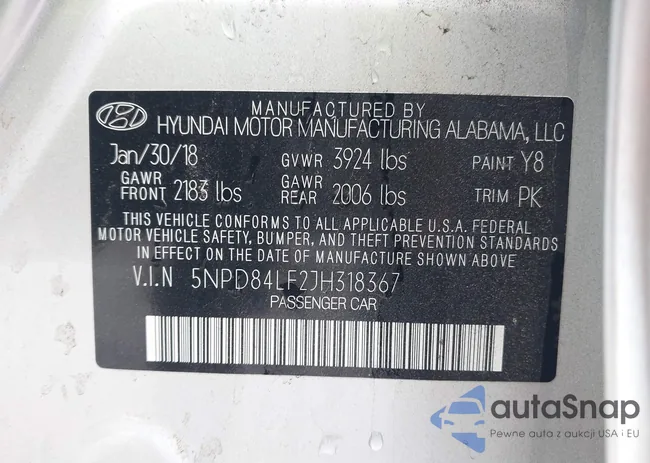 MANUFACTURED BY
HYUNDAI MOTOR MANUFACTURING ALABAMA, LLC
Jan/30/18 GVWR 3924 lbs PAINT Y8
GAWR FRONT 2183 lbs GAWR REAR 2006 lbs TRIM PK
THIS VEHICLE CONFORMS TO ALL APPLICABLE U.S.A. FEDERAL
MOTOR VEHICLE SAFETY, BUMPER, AND THEFT PREVENTION STANDARDS
IN EFFECT ON THE DATE OF MANUFACTURE SHOWN ABOVE
V.I.N 5NPD84LF2JH318367
PASSENGER CAR
autaSnap
Pewne auta z aukcji USA i EU